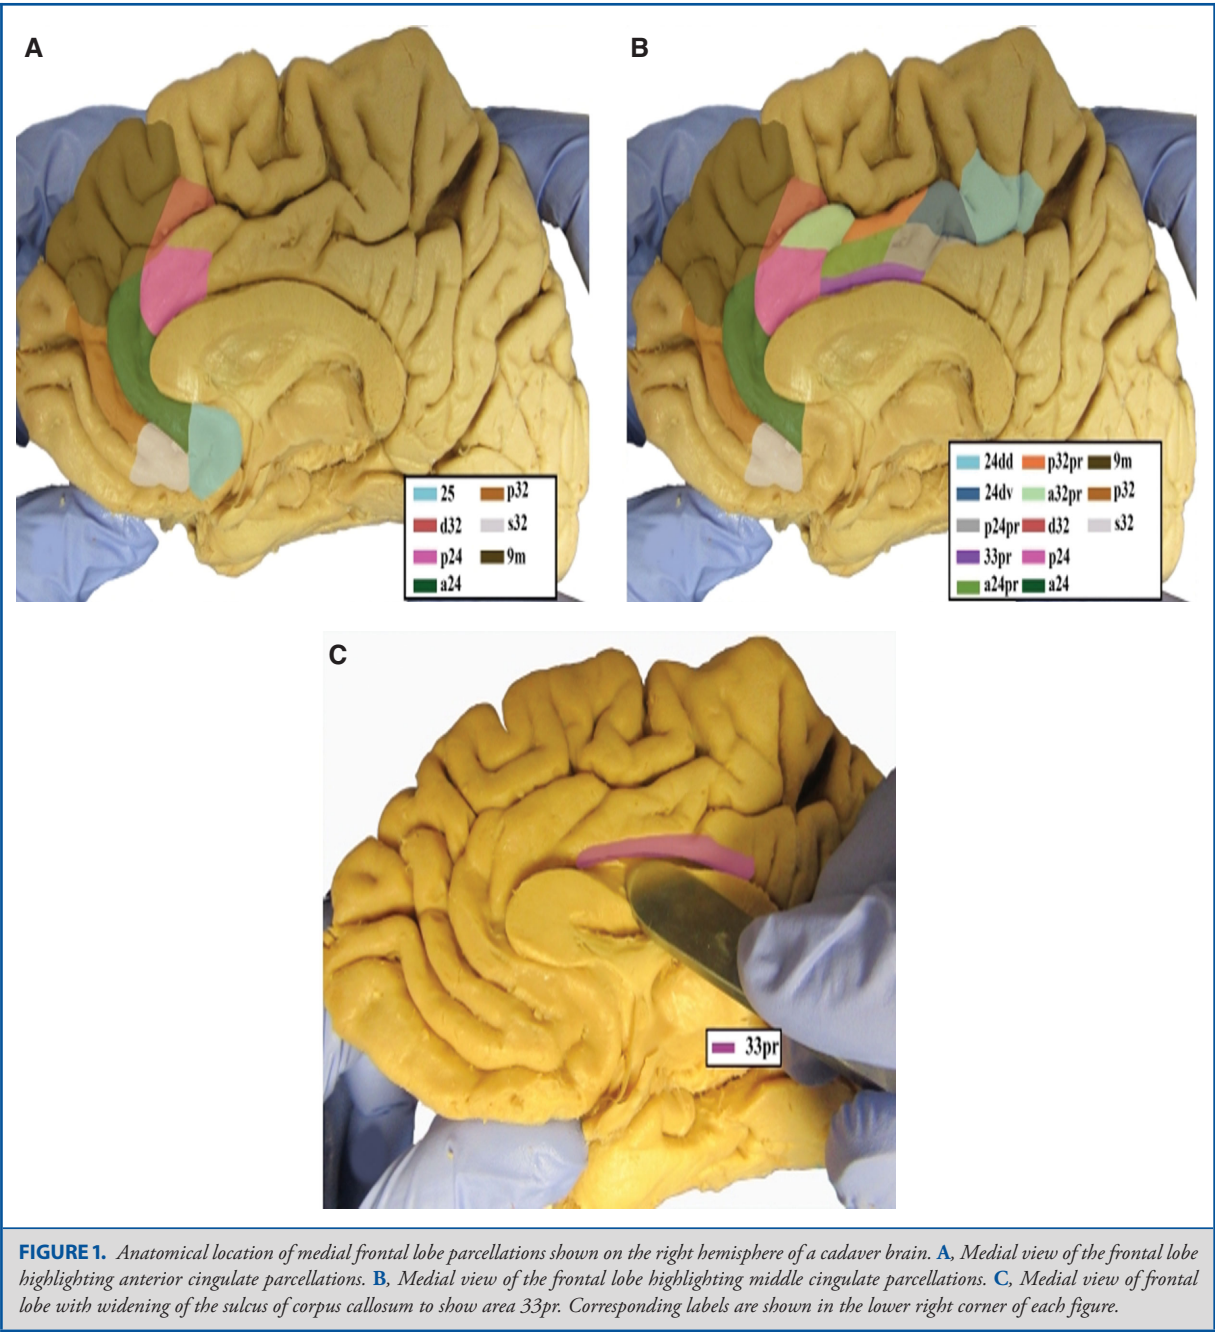 A
B
25
p32
d32
s32
p24
9m
a24
24dd
p32pr
9m
24dv
a32pr
p32
p24pr
d32
s32
33pr
p24
a24pr
a24
C
33pr
FIGURE 1. Anatomical location of medial frontal lobe parcellations shown on the right hemisphere of a cadaver brain. A, Medial view of the frontal lobe
highlighting anterior cingulate parcellations. B, Medial view of the frontal lobe highlighting middle cingulate parcellations. C, Medial view of frontal
lobe with widening of the sulcus of corpus callosum to show area 33pr. Corresponding labels are shown in the lower right corner of each figure.